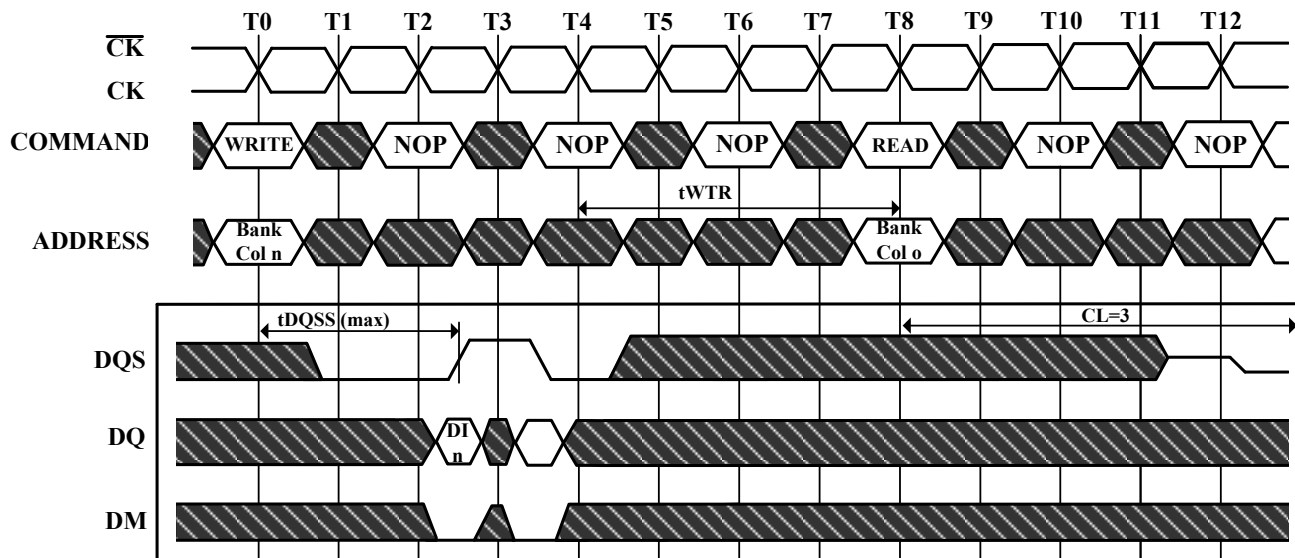 T0 T1 T2 T3 T4 T5 T6 T7 T8 T9 T10 T11 T12
CK
CK
COMMAND WRITE NOP NOP NOP READ NOP NOP
tWTR
ADDRESS Bank Col n Bank Col o
tDQSS (max) CL=3
DQS
DQ DI n
DM